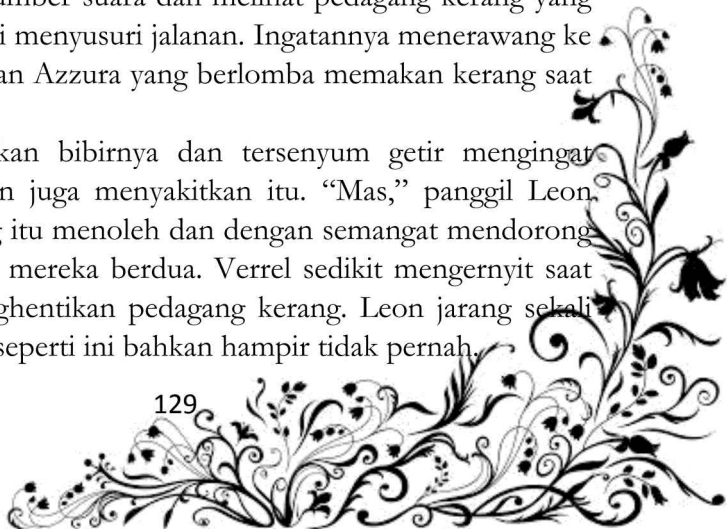 umber suara dan melihat pedagang kerang yang
i menyusuri jalanan. Ingatannya menerawang ke
an Azzura yang berlomba memakan kerang saat
kan bibirnya dan tersenyum getir mengingat
n juga menyakitkan itu. “Mas,” panggil Leon
g itu menoleh dan dengan semangat mendorong
mereka berdua. Verrel sedikit mengernyit saat
ghentikan pedagang kerang. Leon jarang sekali
seperti ini bahkan hampir tidak pernah.
129